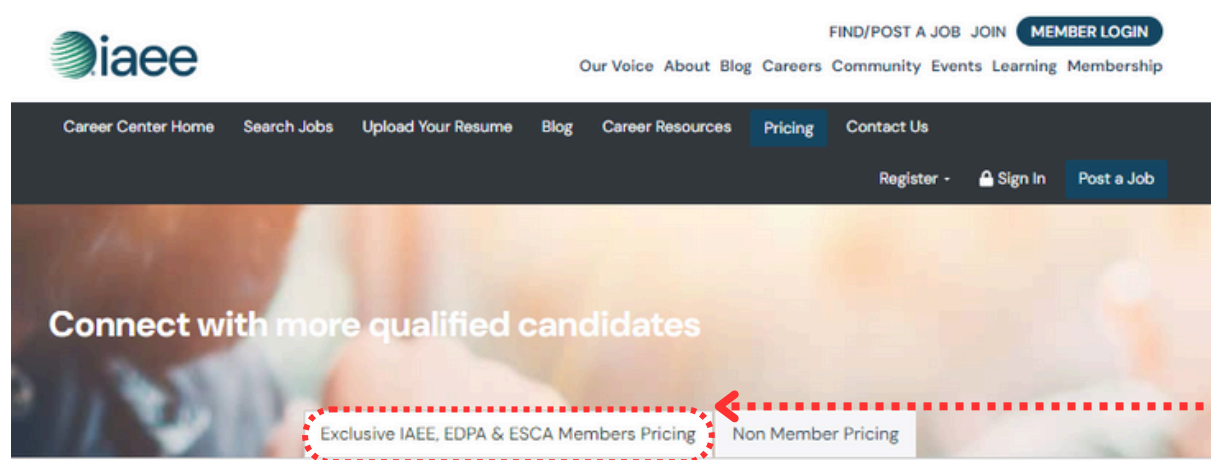 iaee
FIND/POST A JOB JOIN MEMBER LOGIN
Our Voice About Blog Careers Community Events Learning Membership
Career Center Home Search Jobs Upload Your Resume Blog Career Resources Pricing Contact Us
Register Sign In Post a Job
Connect with more qualified candidates
Exclusive IAEE, EDPA & ESCA Members Pricing Non Member Pricing